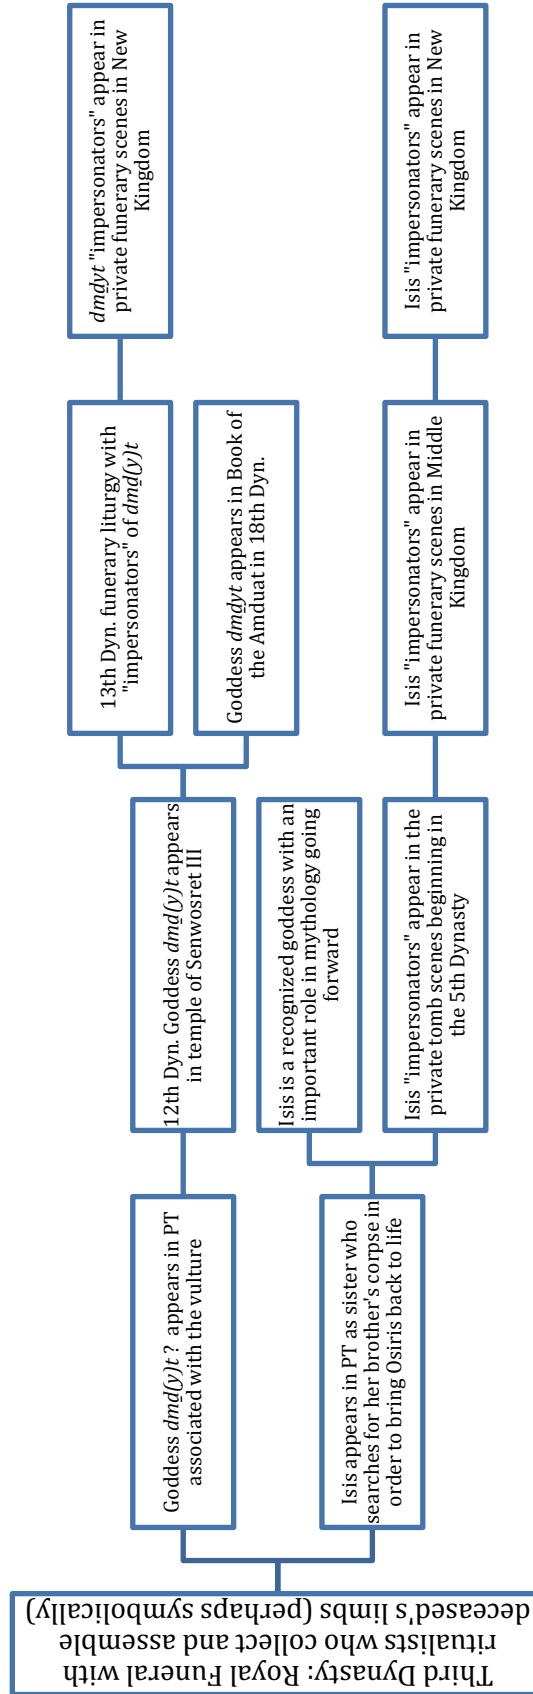 Third Dynasty: Royal Funeral with
ritualists who collect and assemble
deceased's limbs (perhaps symbolically)
Goddess dmḏ(y)t ? appears in PT
associated with the vulture
12th Dyn. Goddess dmḏ(y)t appears
in temple of Senwosret III
13th Dyn. funerary liturgy with
"impersonators" of dmḏ(y)t
dmḏyt "impersonators" appear in
private funerary scenes in New
Kingdom
Goddess dmḏyt appears in Book of
the Amduat in 18th Dyn.
Isis appears in PT as sister who
searches for her brother's corpse in
order to bring Osiris back to life
Isis is a recognized goddess with an
important role in mythology going
forward
Isis "impersonators" appear in the
private tomb scenes beginning in
the 5th Dynasty
Isis "impersonators" appear in
private funerary scenes in Middle
Kingdom
Isis "impersonators" appear in
private funerary scenes in New
Kingdom